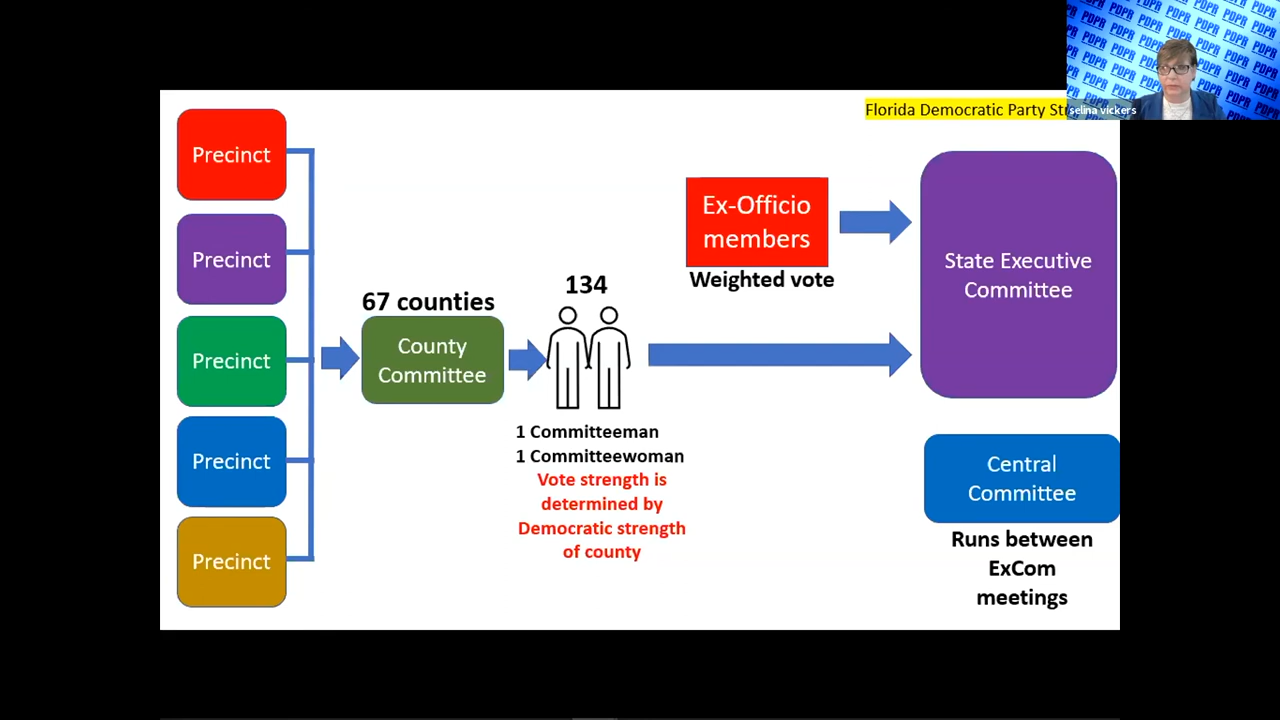 Florida Democratic Party
selina vickers
PDPR
Precinct
Precinct
Precinct
Precinct
Precinct
67 counties
County
Committee
134
1 Committeeman
1 Committeewoman
Vote strength is
determined by
Democratic strength
of county
Ex-Officio
members
Weighted vote
State Executive
Committee
Central
Committee
Runs between
ExCom
meetings